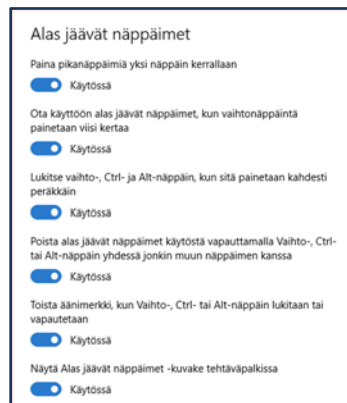 Alas jäävät näppäimet
Paina pikanäppäimiä yksi näppäin kerrallaan
Käytössä
Ota käyttöön alas jäävät näppäimet, kun vaihtonäppäintä
painetaan viisi kertaa
Käytössä
Lukitse vaihto-, Ctrl- ja Alt-näppäin, kun sitä painetaan kahdesti
peräkkäin
Käytössä
Poista alas jäävät näppäimet käytöstä vapauttamalla Vaihto-, Ctrl-
tai Alt-näppäin yhdessä jonkin muun näppäimen kanssa
Käytössä
Toista äänimerkki, kun Vaihto-, Ctrl- tai Alt-näppäin lukitaan tai
vapautetaan
Käytössä
Näytä Alas jäävät näppäimet -kuvake tehtäväpalkissa
Käytössä